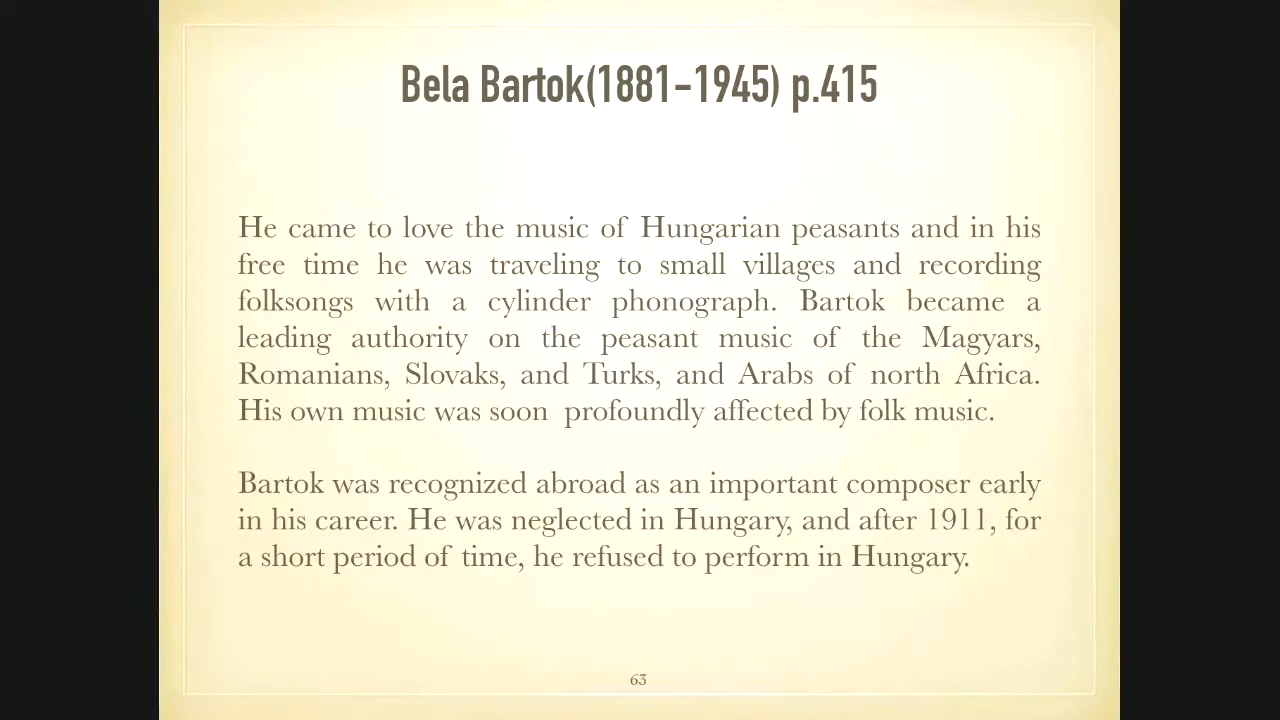 Bela Bartok(1881-1945) p.415
He came to love the music of Hungarian peasants and in his
free time he was traveling to small villages and recording
folksongs with a cylinder phonograph. Bartok became a
leading authority on the peasant music of the Magyars,
Romanians, Slovaks, and Turks, and Arabs of north Africa.
His own music was soon  profoundly affected by folk music.
Bartok was recognized abroad as an important composer early
in his career. He was neglected in Hungary, and after 1911, for
a short period of time, he refused to perform in Hungary.
63